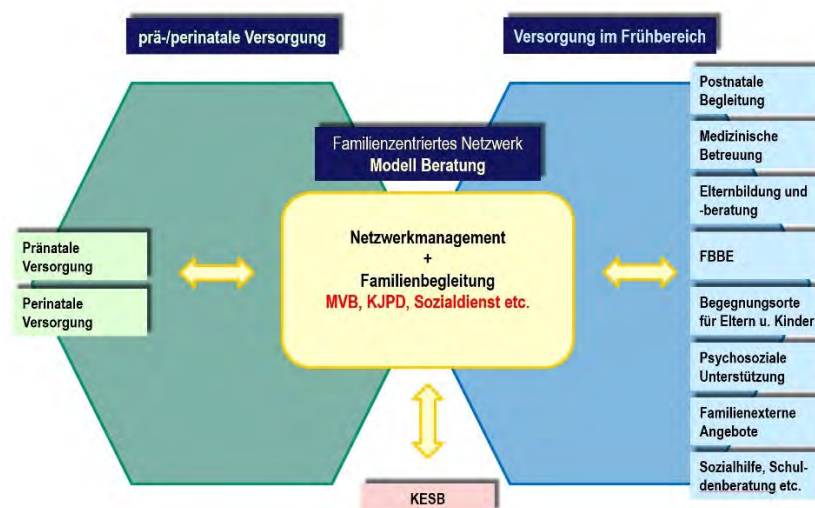 prä-/perinatale Versorgung
Versorgung im Frühbereich
Familienzentriertes Netzwerk
Modell Beratung
Netzwerkmanagement
+
Familienbegleitung
MVB, KJPD, Sozialdienst etc.
Pränatale
Versorgung
Perinatale
Versorgung
Postnatale
Begleitung
Medizinische
Betreuung
Elternbildung und
-beratung
FBBE
Begegnungsorte
für Eltern u. Kinder
Psychosoziale
Unterstützung
Familienexterne
Angebote
Sozialhilfe, Schul-
denberatung etc.
KESB